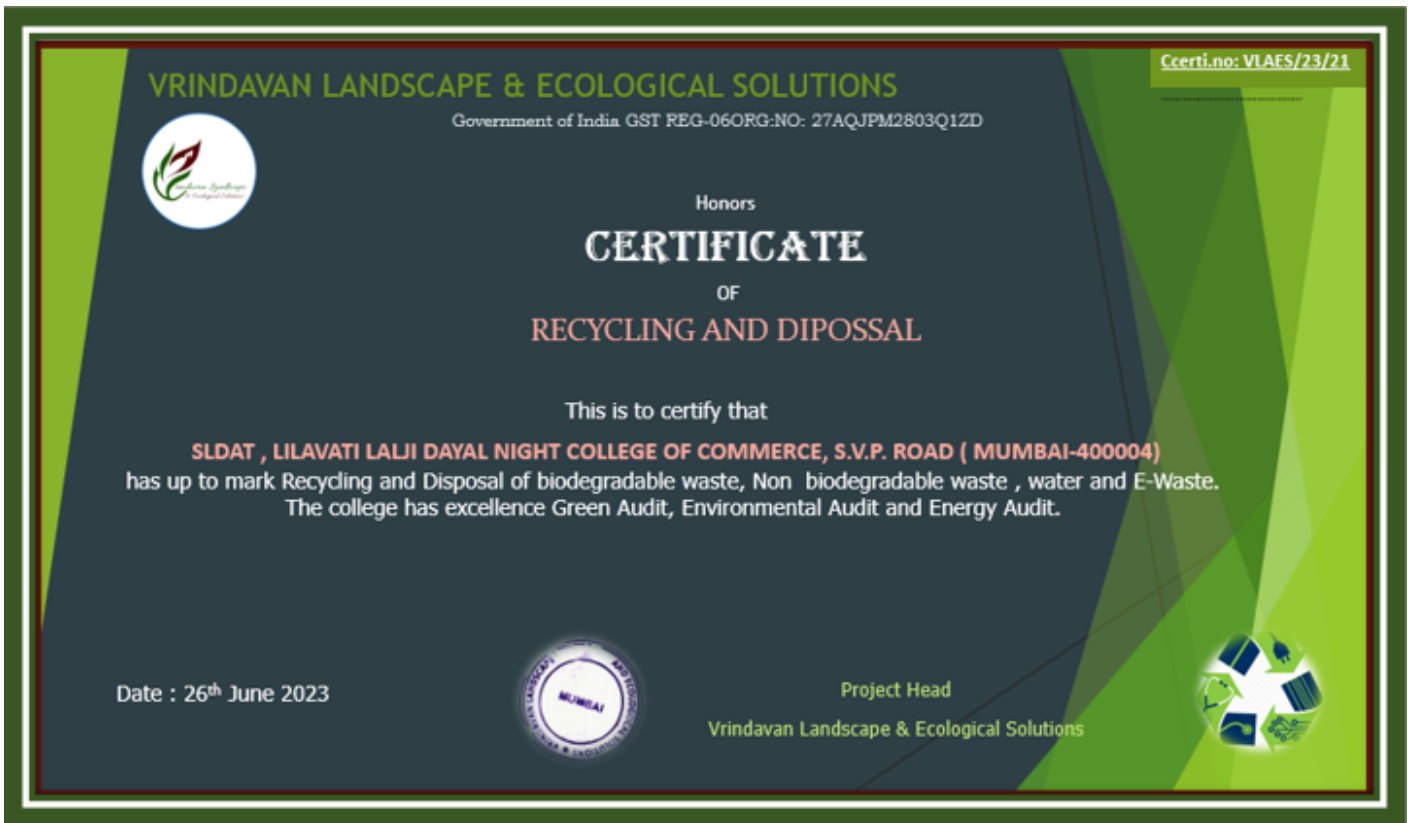 Ccerti.no: VLAES/23/21
VRINDAVAN LANDSCAPE & ECOLOGICAL SOLUTIONS
Government of India GST REG-06ORG:NO: 27AQJPM2803Q1ZD
Honors
CERTIFICATE
OF
RECYCLING AND DIPOSSAL
This is to certify that
SLDAT , LILAVATI LALJI DAYAL NIGHT COLLEGE OF COMMERCE, S.V.P. ROAD ( MUMBAI-400004)
has up to mark Recycling and Disposal of biodegradable waste, Non biodegradable waste , water and E-Waste.
The college has excellence Green Audit, Environmental Audit and Energy Audit.
Date : 26th June 2023
MUMBAI
Project Head
Vrindavan Landscape & Ecological Solutions